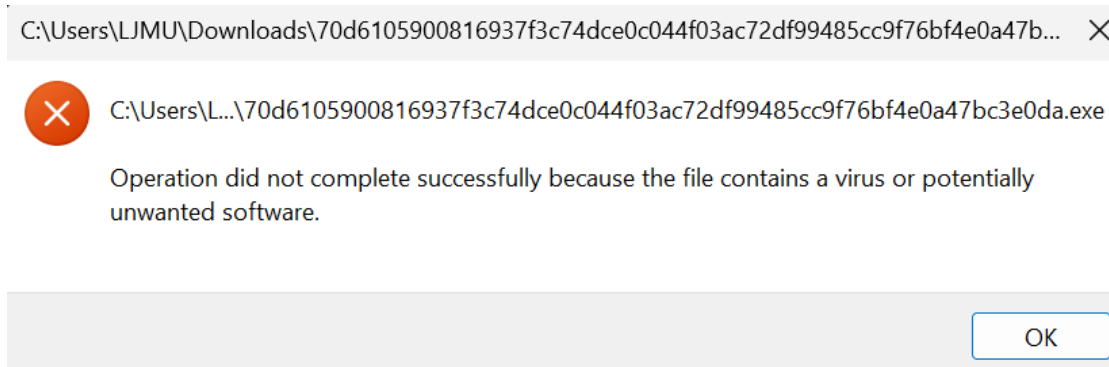 C:\Users\LJMU\Downloads\70d6105900816937f3c74dce0c044f03ac72df99485cc9f76bf4e0a47b...
C:\Users\L...\70d6105900816937f3c74dce0c044f03ac72df99485cc9f76bf4e0a47bc3e0da.exe
Operation did not complete successfully because the file contains a virus or potentially
unwanted software.
OK